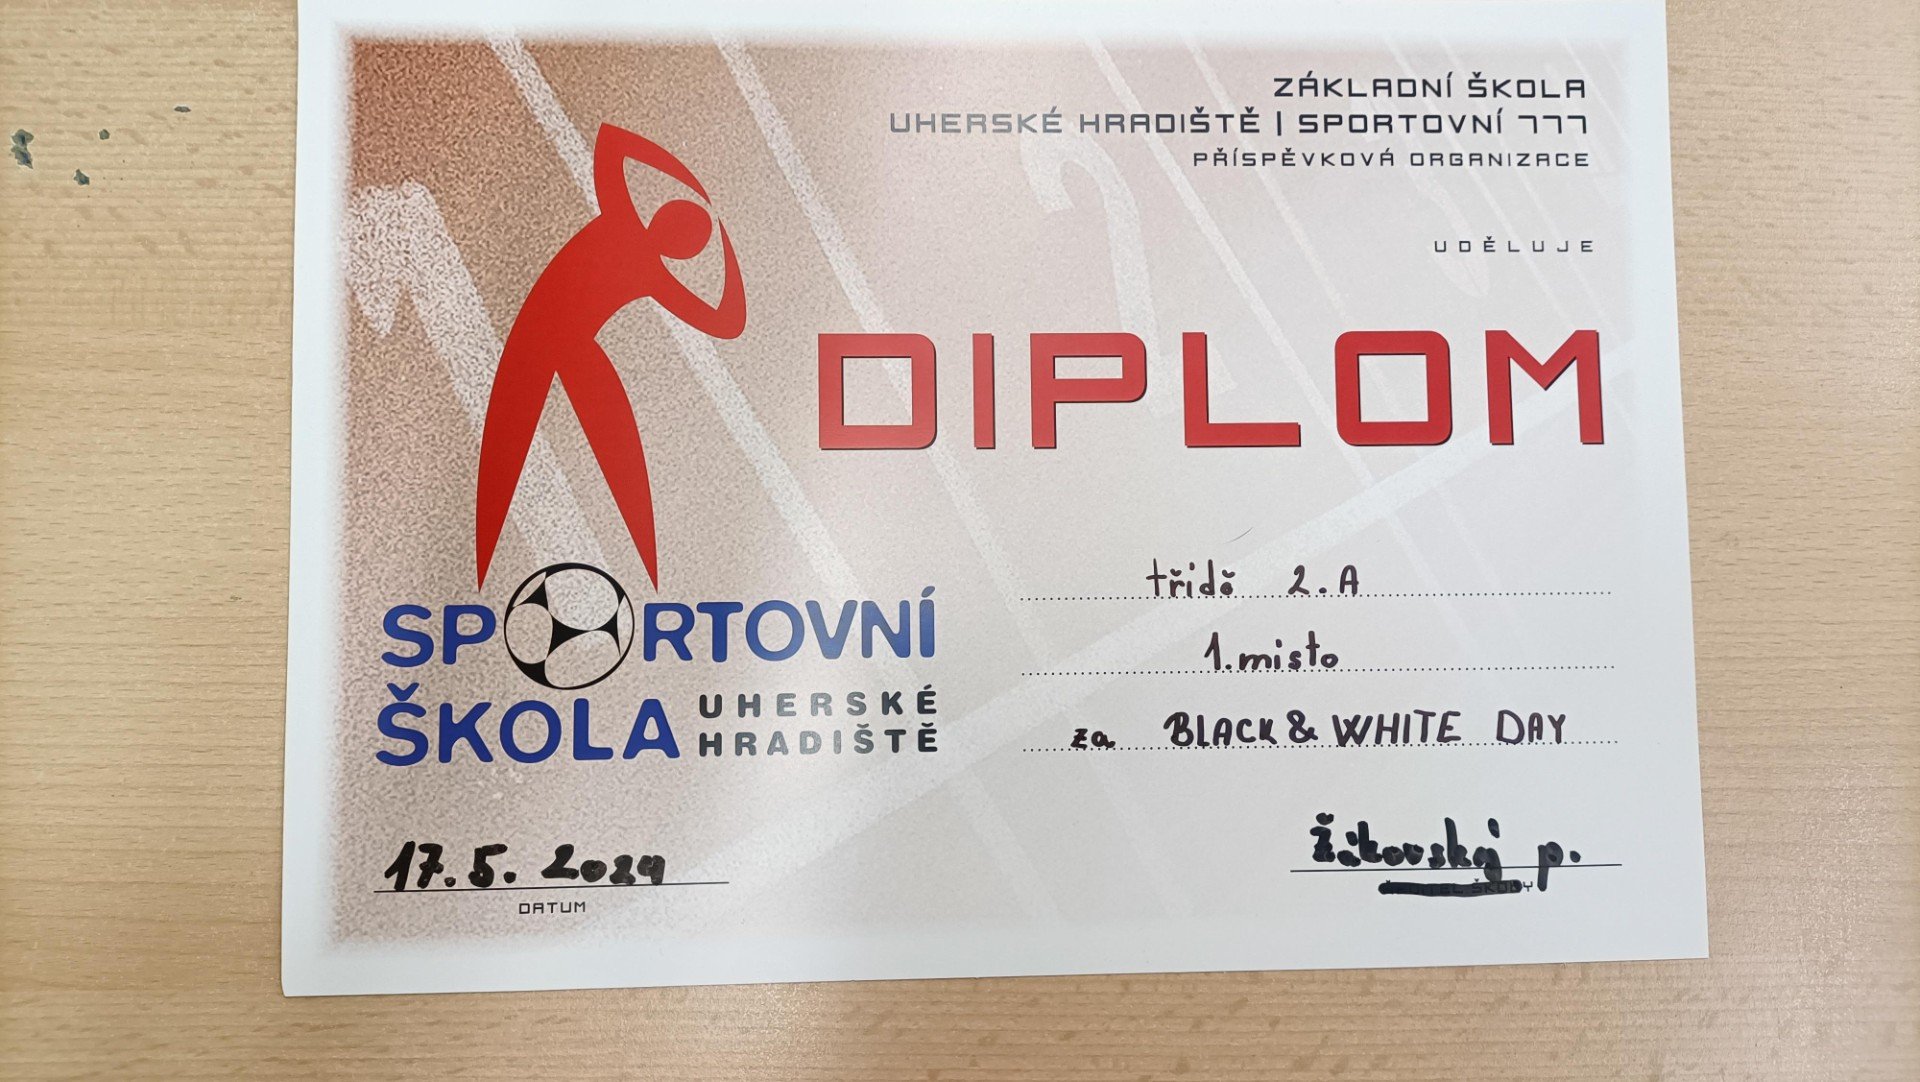 ZÁKLADNÍ ŠKOLA
UHERSKÉ HRADIŠTĚ | SPORTOVNÍ 777
PŘÍSPĚVKOVÁ ORGANIZACE
UDĚLUJE
DIPLOM
třídě 2.A
1. místo
za BLACK & WHITE DAY
SPORTOVNÍ
ŠKOLA UHERSKÉ
HRADIŠTĚ
17.5. 2024
DATUM
Žákovský p.